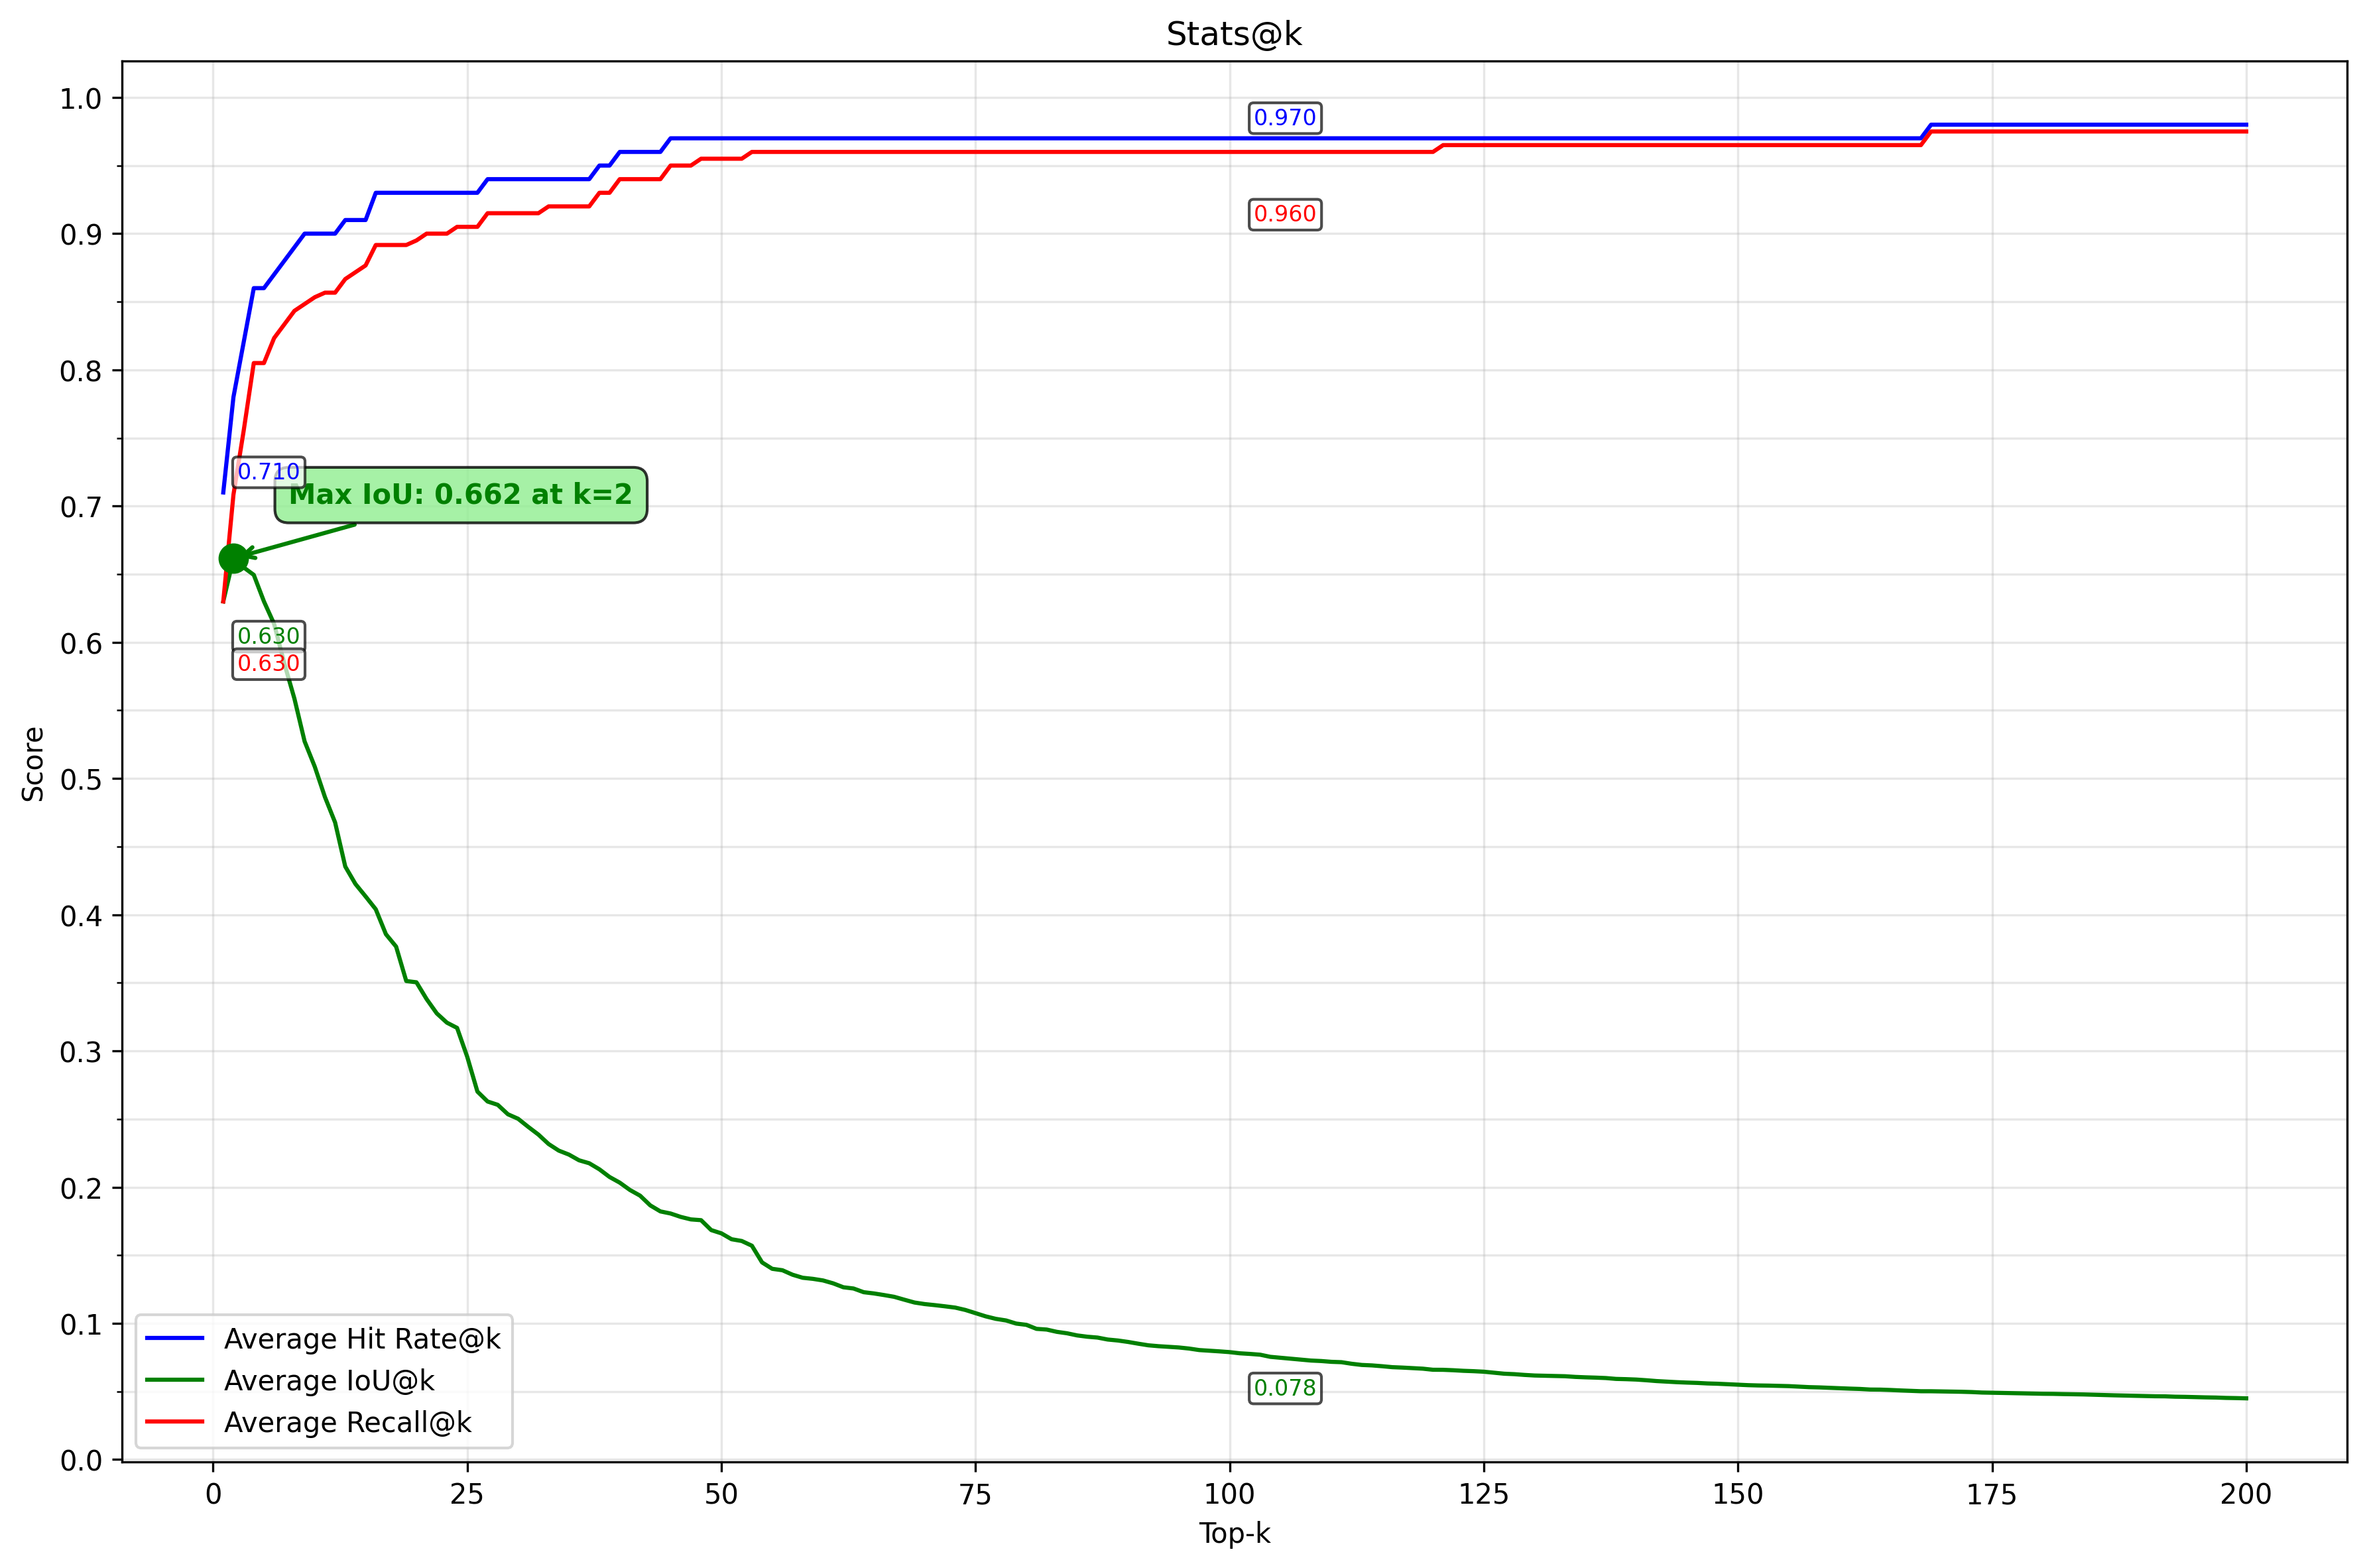 Stats@k
1.0
0.9
0.8
0.7
0.6
0.5
0.4
0.3
0.2
0.1
0.0
Score
0.970
0.960
0.710
Max IoU: 0.662 at k=2
0.630
0.630
0.078
Average Hit Rate@k
Average IoU@k
Average Recall@k
0 25 50 75 100 125 150 175 200
Top-k